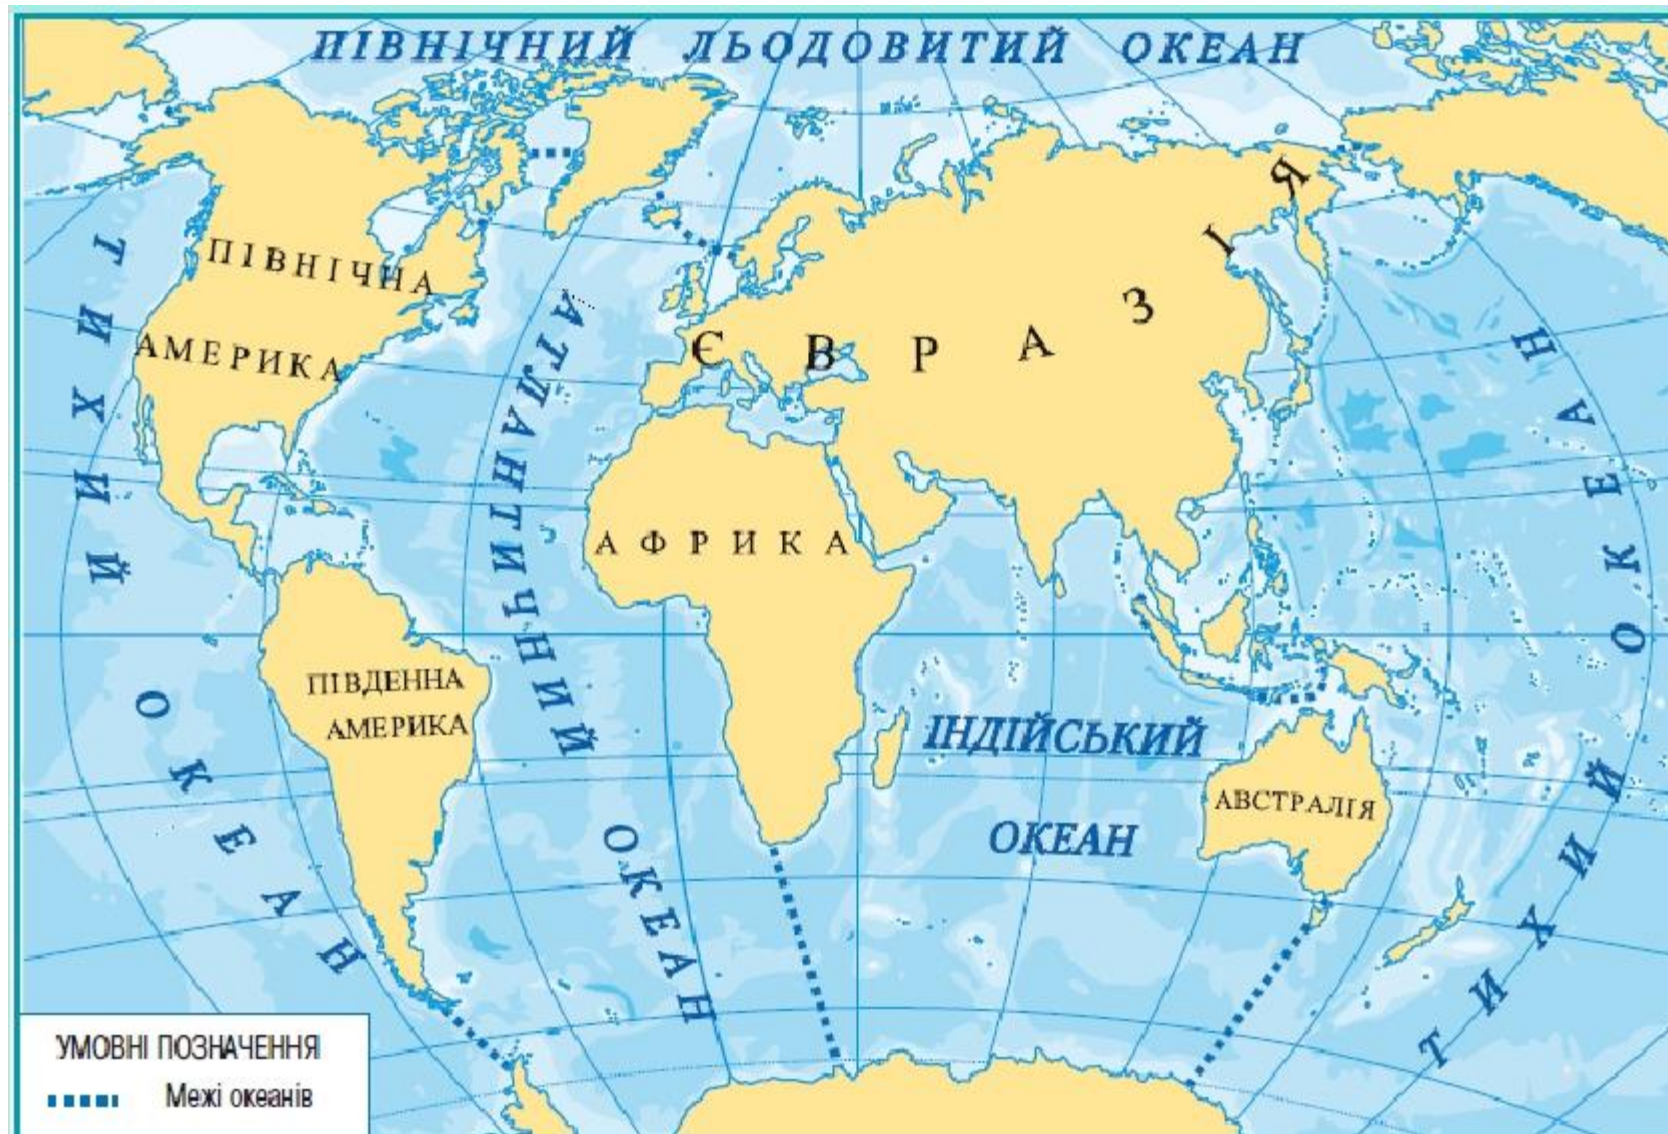 ПІВНІЧНИЙ ЛЬОДОВИТИЙ ОКЕАН
ПІВНІЧНА
АМЕРИКА
ТИХИЙ
ОКЕАН
АТЛАНТИЧНИЙ
ОКЕАН
ЄВРАЗІЯ
АФРИКА
ПІВДЕННА
АМЕРИКА
ІНДІЙСЬКИЙ
ОКЕАН
АВСТРАЛІЯ
ТИХИЙ ОКЕАН
УМОВНІ ПОЗНАЧЕННЯ
Межі океанів